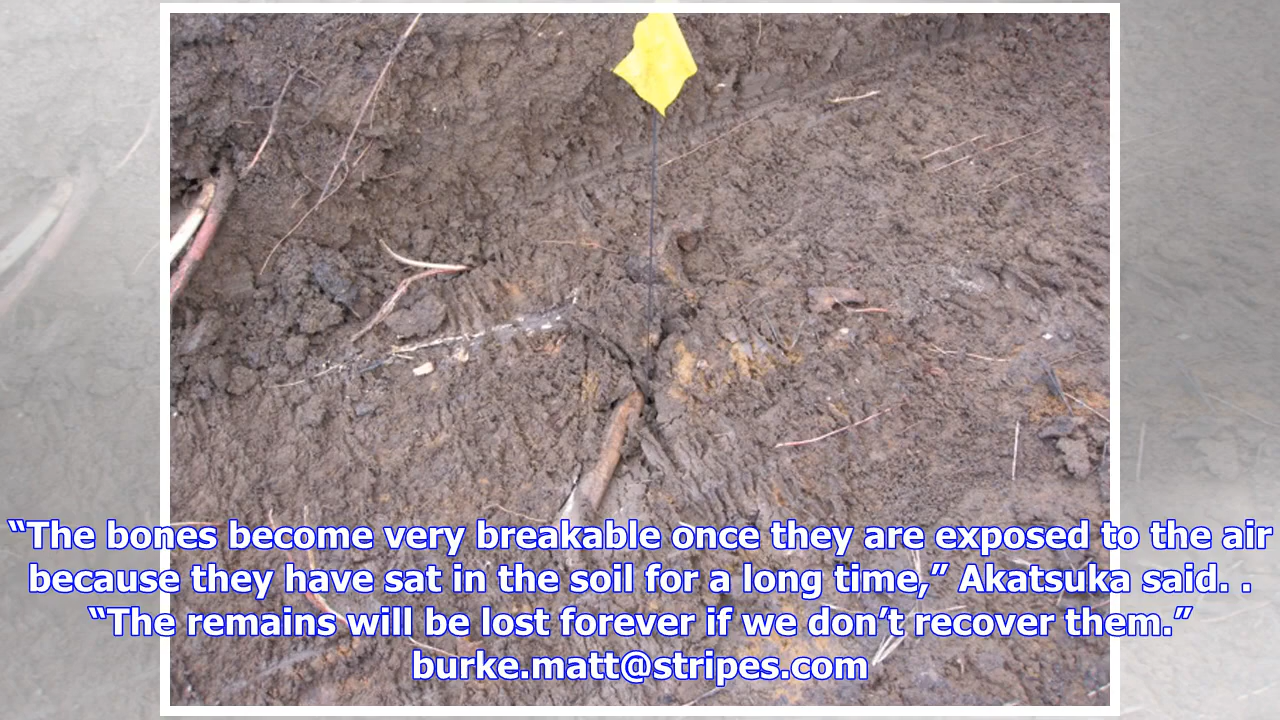 “The bones become very breakable once they are exposed to the air
because they have sat in the soil for a long time,” Akatsuka said. .
“The remains will be lost forever if we don’t recover them.”
burke.matt@stripes.com